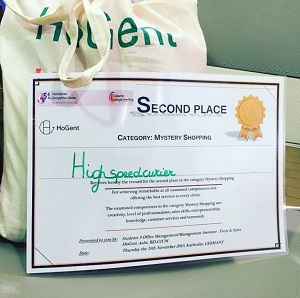 HoGent
HoGent
SECOND PLACE
CATEGORY: MYSTERY SHOPPING
Highspeedcurier
Receives hereby the reward for the second place in the category Mystery Shopping
For achieving remarkable at all examined competences and
offering the best services to every client.
The examined competences in the category Mystery Shopping are:
creativity, level of professionalism, sales skills, entrepreneurship,
knowledge, customer services and teamwork.
Presented to you by: Students 3 Office Management/Management Assistant - Event & Sales
HoGent Aalst, BELGIUM
Date: Thursday the 19th November 2015, Karlsruhe, GERMANY